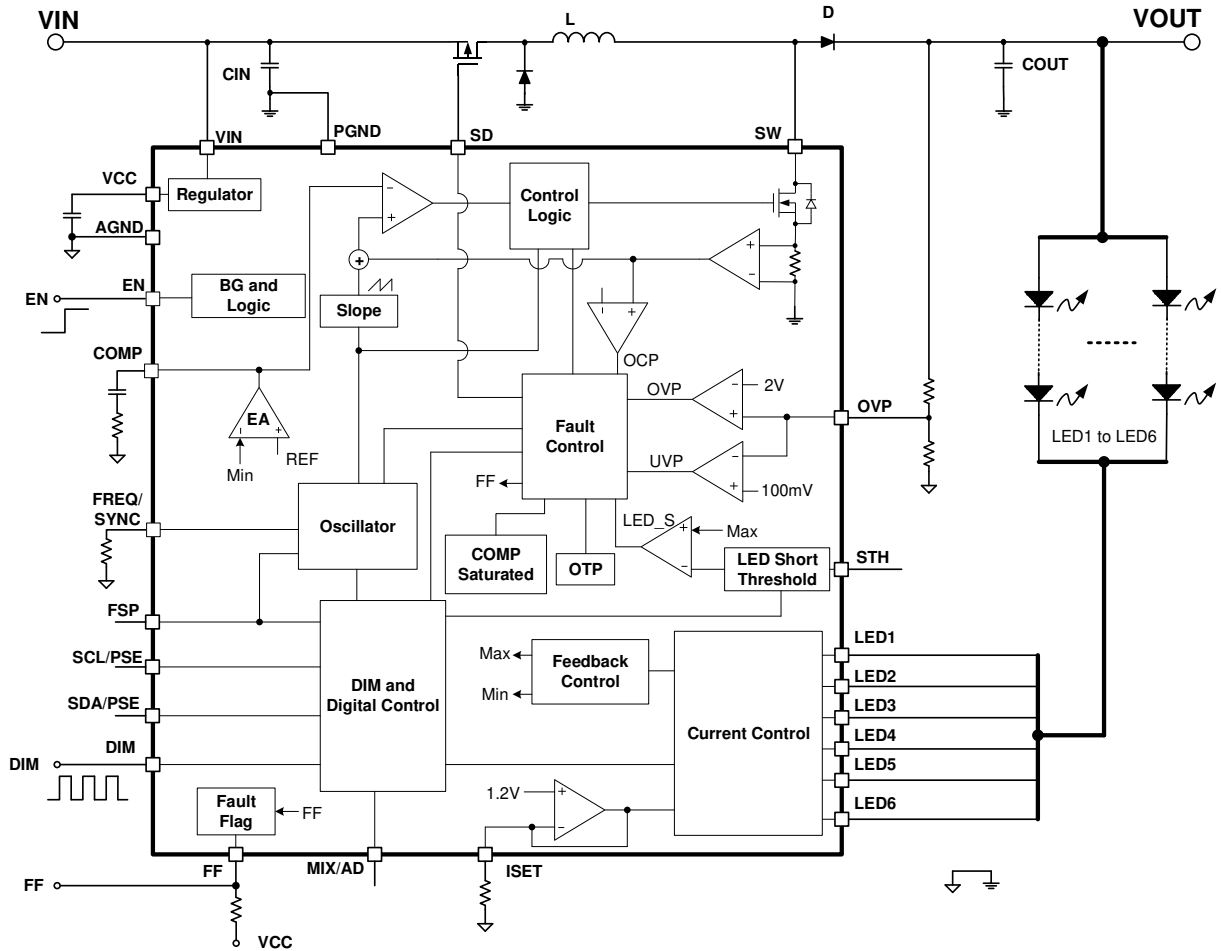 VIN
L
D
VOUT
CIN
COUT
VIN
PGND
SD
SW
VCC
Regulator
Control
Logic
AGND
+
EN
EN
BG and
Logic
Slope
OCP
COMP
EA
Min
REF
OVP
2V
OVP
Fault
Control
UVP
100mV
LED1 to LED6
FF
FREQ/
SYNC
Oscillator
LED_S
Max
COMP
Saturated
OTP
LED Short
Threshold
STH
FSP
SCL/PSE
SDA/PSE
DIM and
Digital Control
Max
Min
Feedback
Control
Current Control
LED1
LED2
LED3
LED4
LED5
LED6
DIM
DIM
1.2V
Fault
Flag
FF
FF
MIX/AD
ISET
FF
VCC